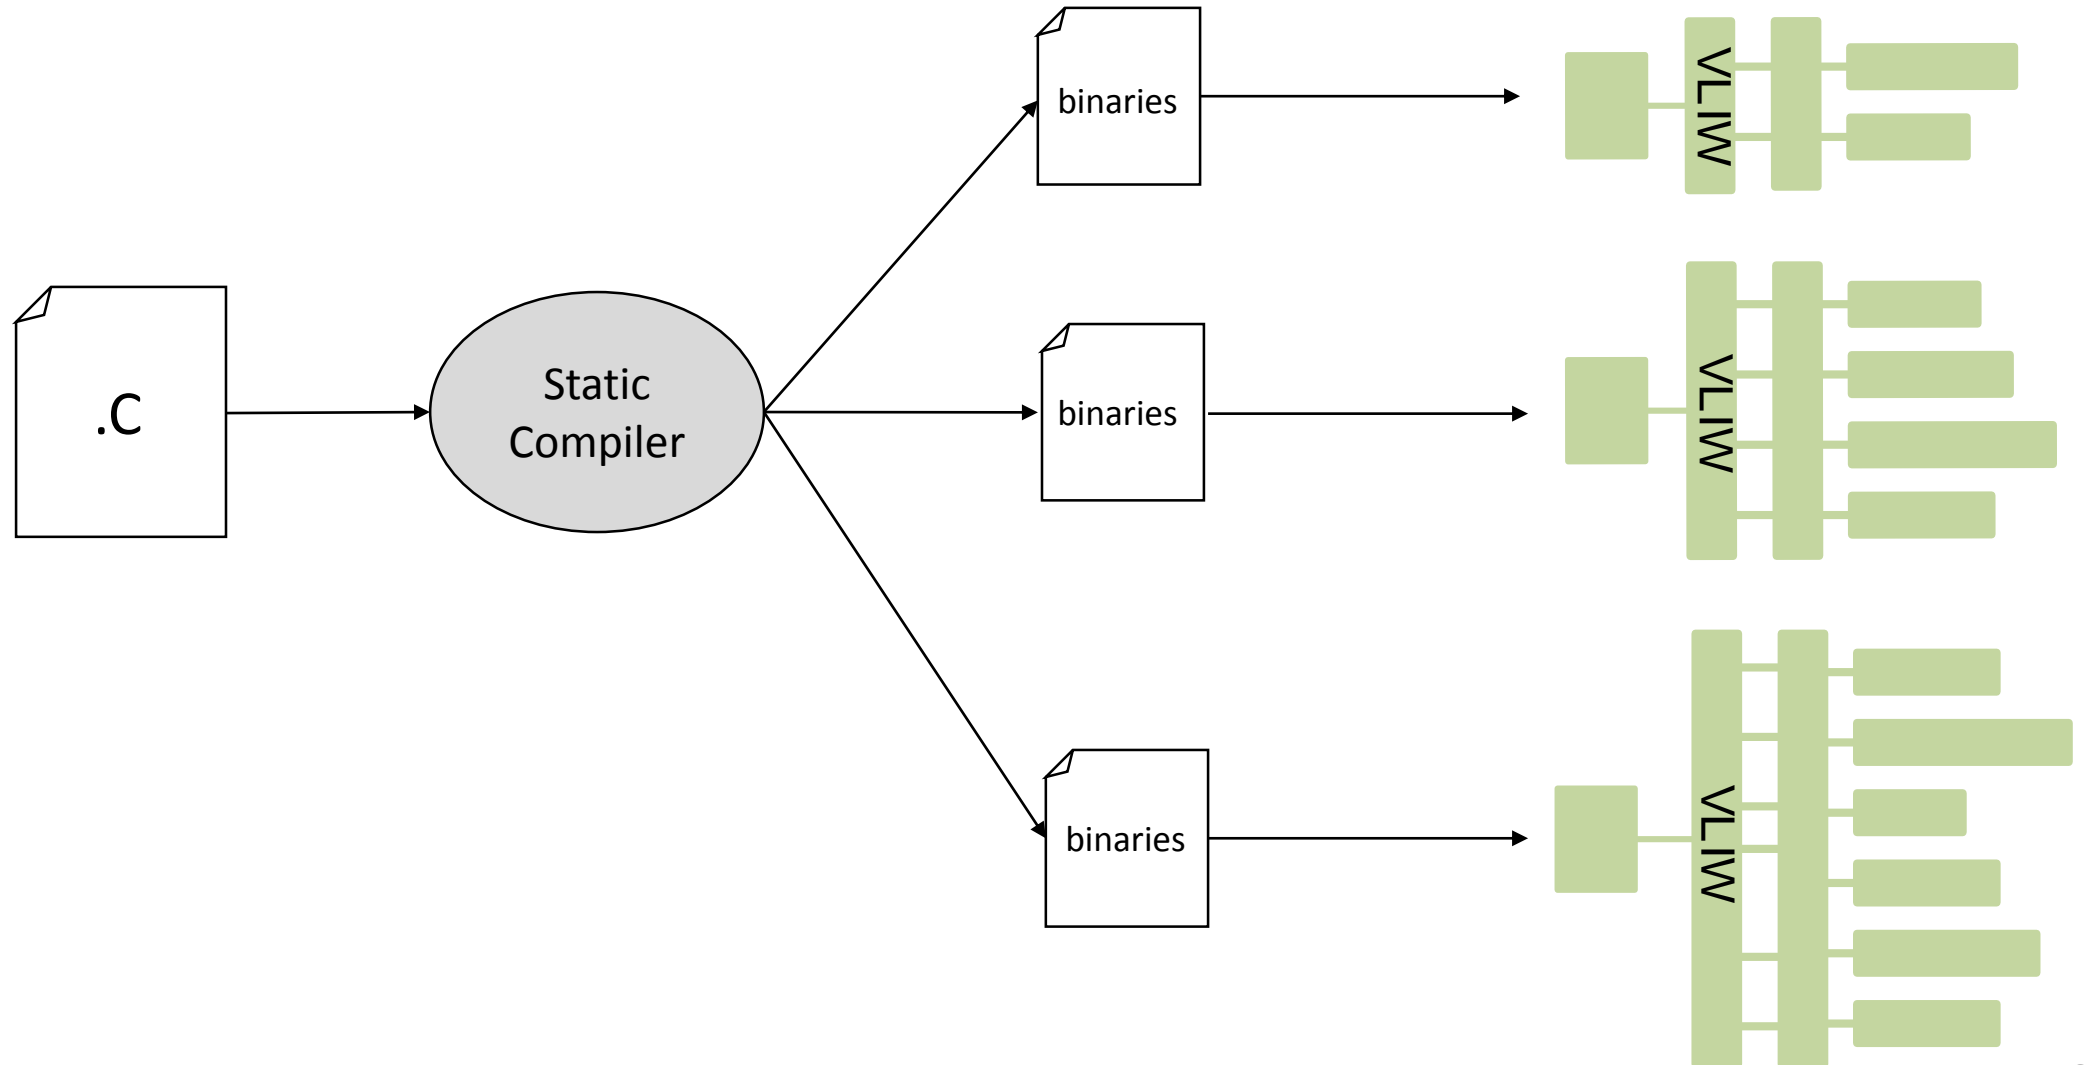 binaries
VLIW
.C
Static
Compiler
binaries
VLIW
binaries
VLIW